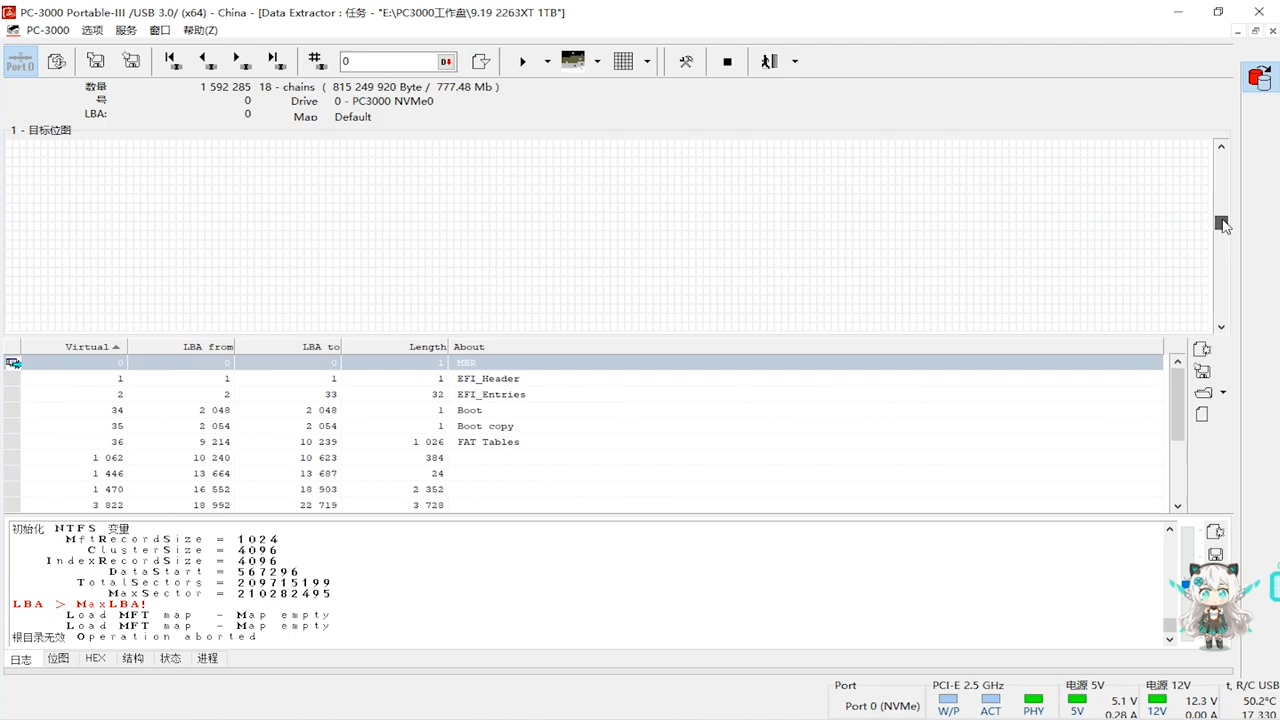 PC-3000 Portable-III /USB 3.0/ (x64) - China - [Data Extractor : 任务 - "E:\PC3000工作盘\9.19 2263XT 1TB"]
PC-3000 选项 服务 窗口 帮助(Z)
Port 0
0
数量 1 592 285 18 - chains ( 815 249 920 Byte / 777.48 Mb )
号 0 Drive 0 - PC3000 NVMe0
LBA: 0 Map Default
1 - 目标位图
Virtual LBA from LBA to Length About
0 0 0 1 MBR
1 1 1 1 EFI_Header
2 2 33 32 EFI_Entries
34 2 048 2 048 1 Boot
35 2 054 2 054 1 Boot copy
36 9 214 10 239 1 026 FAT Tables
1 062 10 240 10 623 384
1 446 13 664 13 687 24
1 470 16 552 18 903 2 352
3 822 18 992 22 719 3 728
初始化 NTFS 变量
MftRecordSize = 1024
ClusterSize = 4096
IndexRecordSize = 4096
DataStart = 567296
TotalSectors = 209715199
MaxSector = 210282495
LBA > MaxLBA!
Load MFT map - Map empty
Load MFT map - Map empty
根目录无效 Operation aborted
日志 位图 HEX 结构 状态 进程
Port PCI-E 2.5 GHz 电源 5V 电源 12V t, R/C USB
Port 0 (NVMe) W/P ACT PHY 5V 5.1 V 0.28 A 12V 12.3 V 0.00 A 50.2°C 17 330